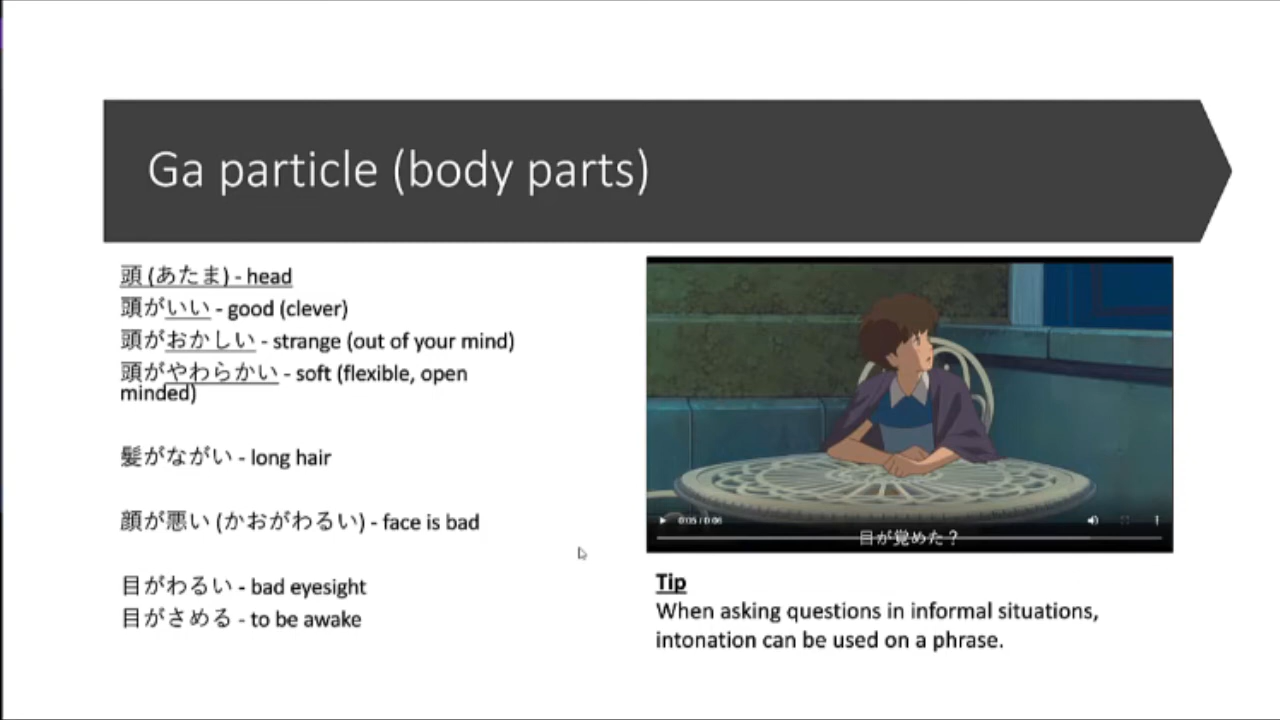 Ga particle (body parts)
頭 (あたま) - head
頭がいい - good (clever)
頭がおかしい - strange (out of your mind)
頭がやわらかい - soft (flexible, open
minded)
髪がながい - long hair
顔が悪い (かおがわるい) - face is bad
目がわるい - bad eyesight
目がさめる - to be awake
0:05 / 0:06
目が覚めた？
Tip
When asking questions in informal situations,
intonation can be used on a phrase.